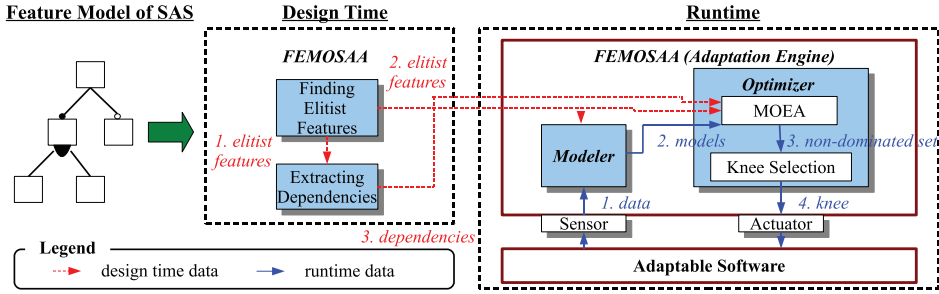 Feature Model of SAS
Design Time
Runtime
FEMOSAA
2. elitist
features
Finding
Elitist
Features
1. elitist
features
Extracting
Dependencies
3. dependencies
FEMOSAA (Adaptation Engine)
Optimizer
MOEA
Modeler
2. models
3. non-dominated set
Knee Selection
1. data
4. knee
Sensor
Actuator
Adaptable Software
Legend
design time data
runtime data